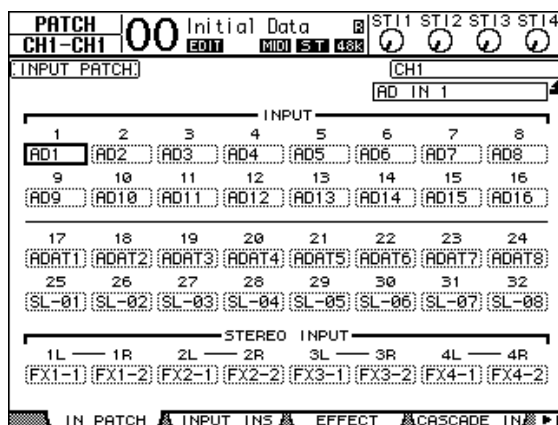 PATCH 00 Initial Data R ST11 ST12 ST13 ST14
CH1-CH1 EDIT MIDI ST 48k
INPUT PATCH CH1
AD IN 1
INPUT
1 2 3 4 5 6 7 8
AD1 AD2 AD3 AD4 AD5 AD6 AD7 AD8
9 10 11 12 13 14 15 16
AD9 AD10 AD11 AD12 AD13 AD14 AD15 AD16
17 18 19 20 21 22 23 24
ADAT1 ADAT2 ADAT3 ADAT4 ADAT5 ADAT6 ADAT7 ADAT8
25 26 27 28 29 30 31 32
SL-01 SL-02 SL-03 SL-04 SL-05 SL-06 SL-07 SL-08
STEREO INPUT
1L 1R 2L 2R 3L 3R 4L 4R
FX1-1 FX1-2 FX2-1 FX2-2 FX3-1 FX3-2 FX4-1 FX4-2
IN PATCH INPUT INS EFFECT CASCADE IN